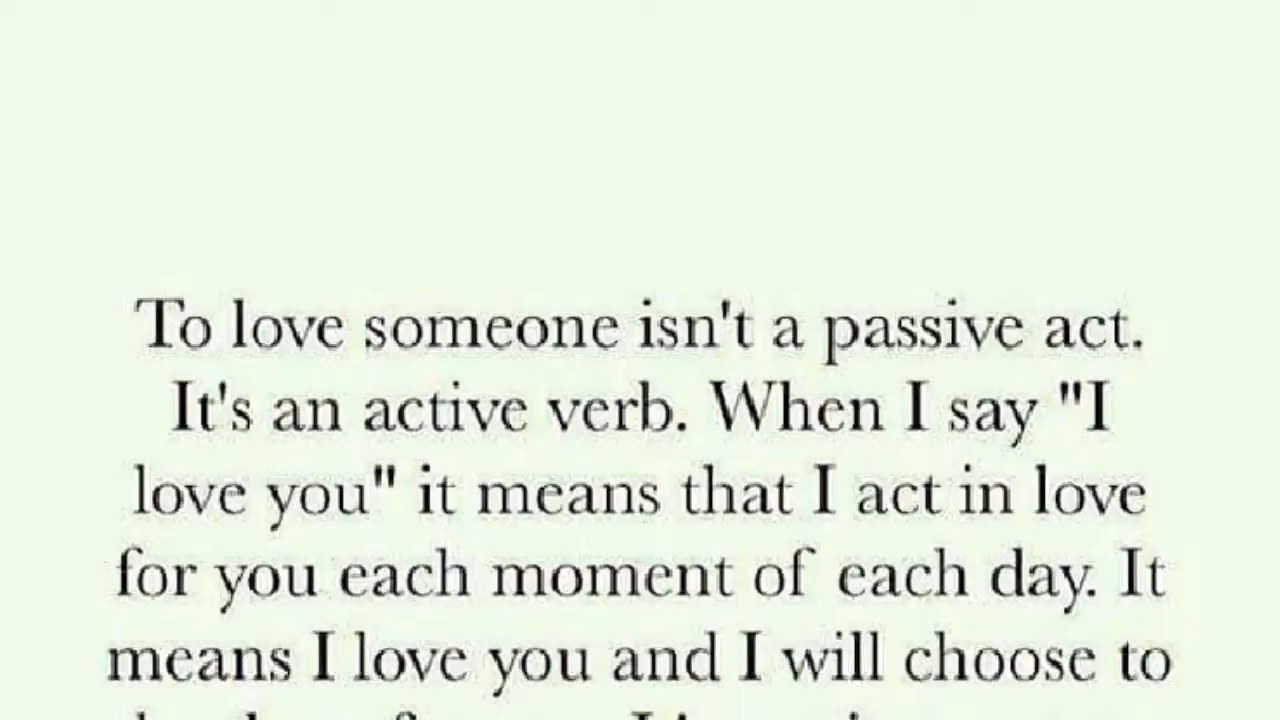 To love someone isn't a passive act.
It's an active verb. When I say "I
love you" it means that I act in love
for you each moment of each day. It
means I love you and I will choose to